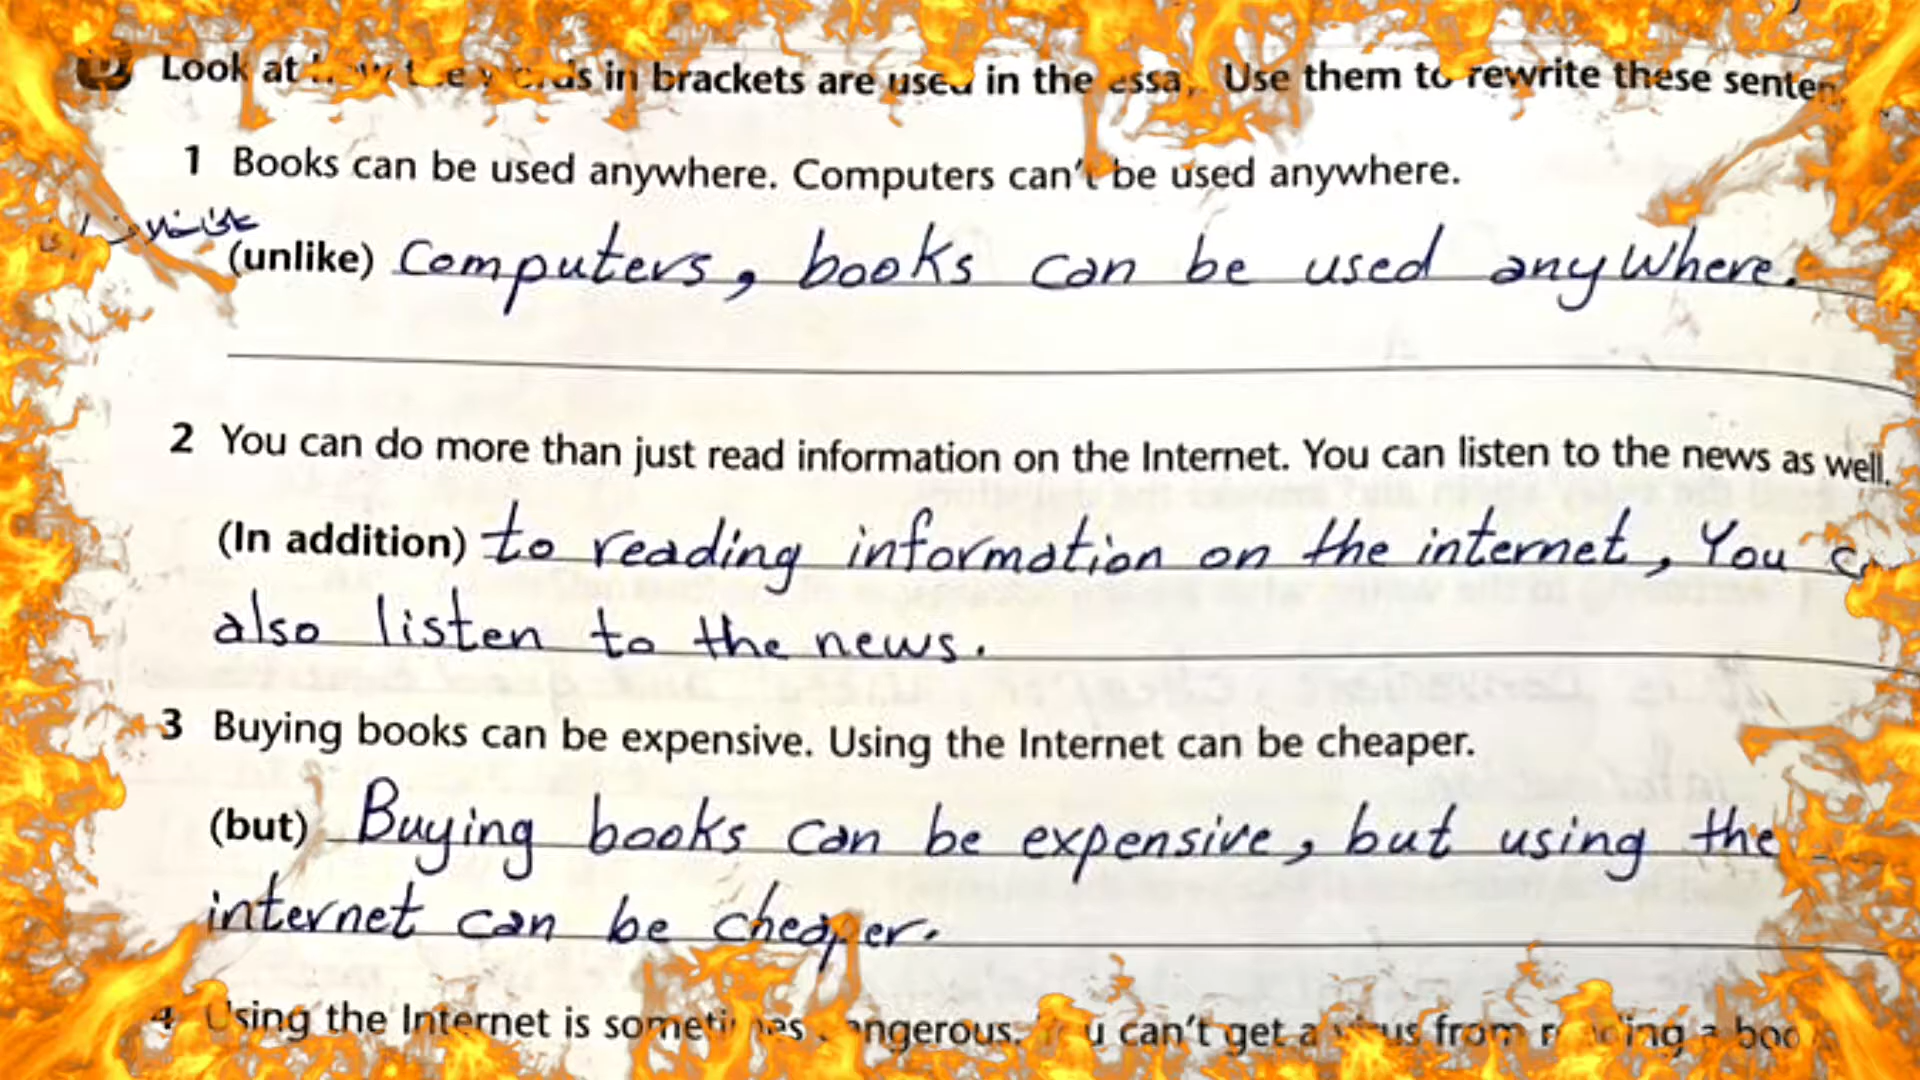 Look at in brackets are used in the Use them to rewrite these
1 Books can be used anywhere. Computers can't be used anywhere.
(unlike) Computers, books can be used anywhere.
2 You can do more than just read information on the Internet. You can listen to the news as well.
(In addition) to reading information on the internet, You
also listen to the news.
3 Buying books can be expensive. Using the Internet can be cheaper.
(but) Buying books can be expensive, but using the
internet can be cheaper.
4 Using the Internet is sometimes can't get a from